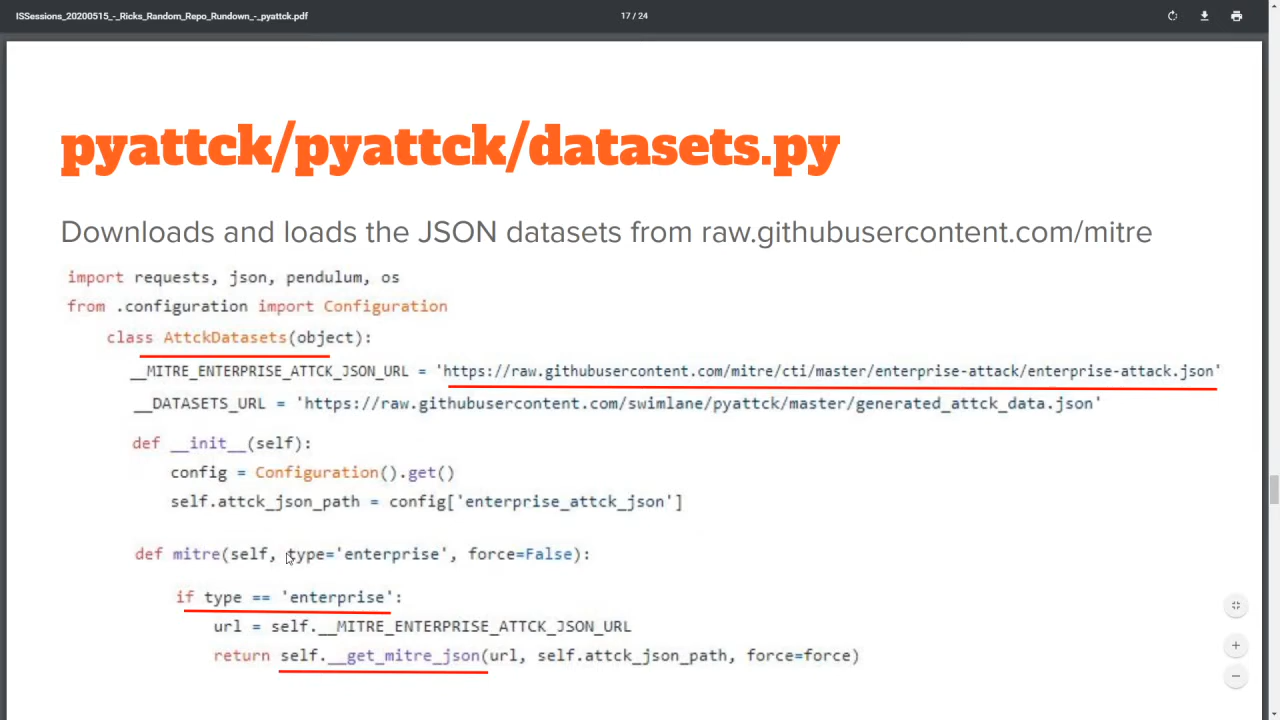 ISSessions_20200515_-_Ricks_Random_Repo_Rundown_-_pyattck.pdf
17 / 24
pyattck/pyattck/datasets.py
Downloads and loads the JSON datasets from raw.githubusercontent.com/mitre
import requests, json, pendulum, os
from .configuration import Configuration
class AttckDatasets(object):
__MITRE_ENTERPRISE_ATTCK_JSON_URL = 'https://raw.githubusercontent.com/mitre/cti/master/enterprise-attack/enterprise-attack.json'
__DATASETS_URL = 'https://raw.githubusercontent.com/swimlane/pyattck/master/generated_attck_data.json'
def __init__(self):
config = Configuration().get()
self.attck_json_path = config['enterprise_attck_json']
def mitre(self, type='enterprise', force=False):
if type == 'enterprise':
url = self.__MITRE_ENTERPRISE_ATTCK_JSON_URL
return self.__get_mitre_json(url, self.attck_json_path, force=force)